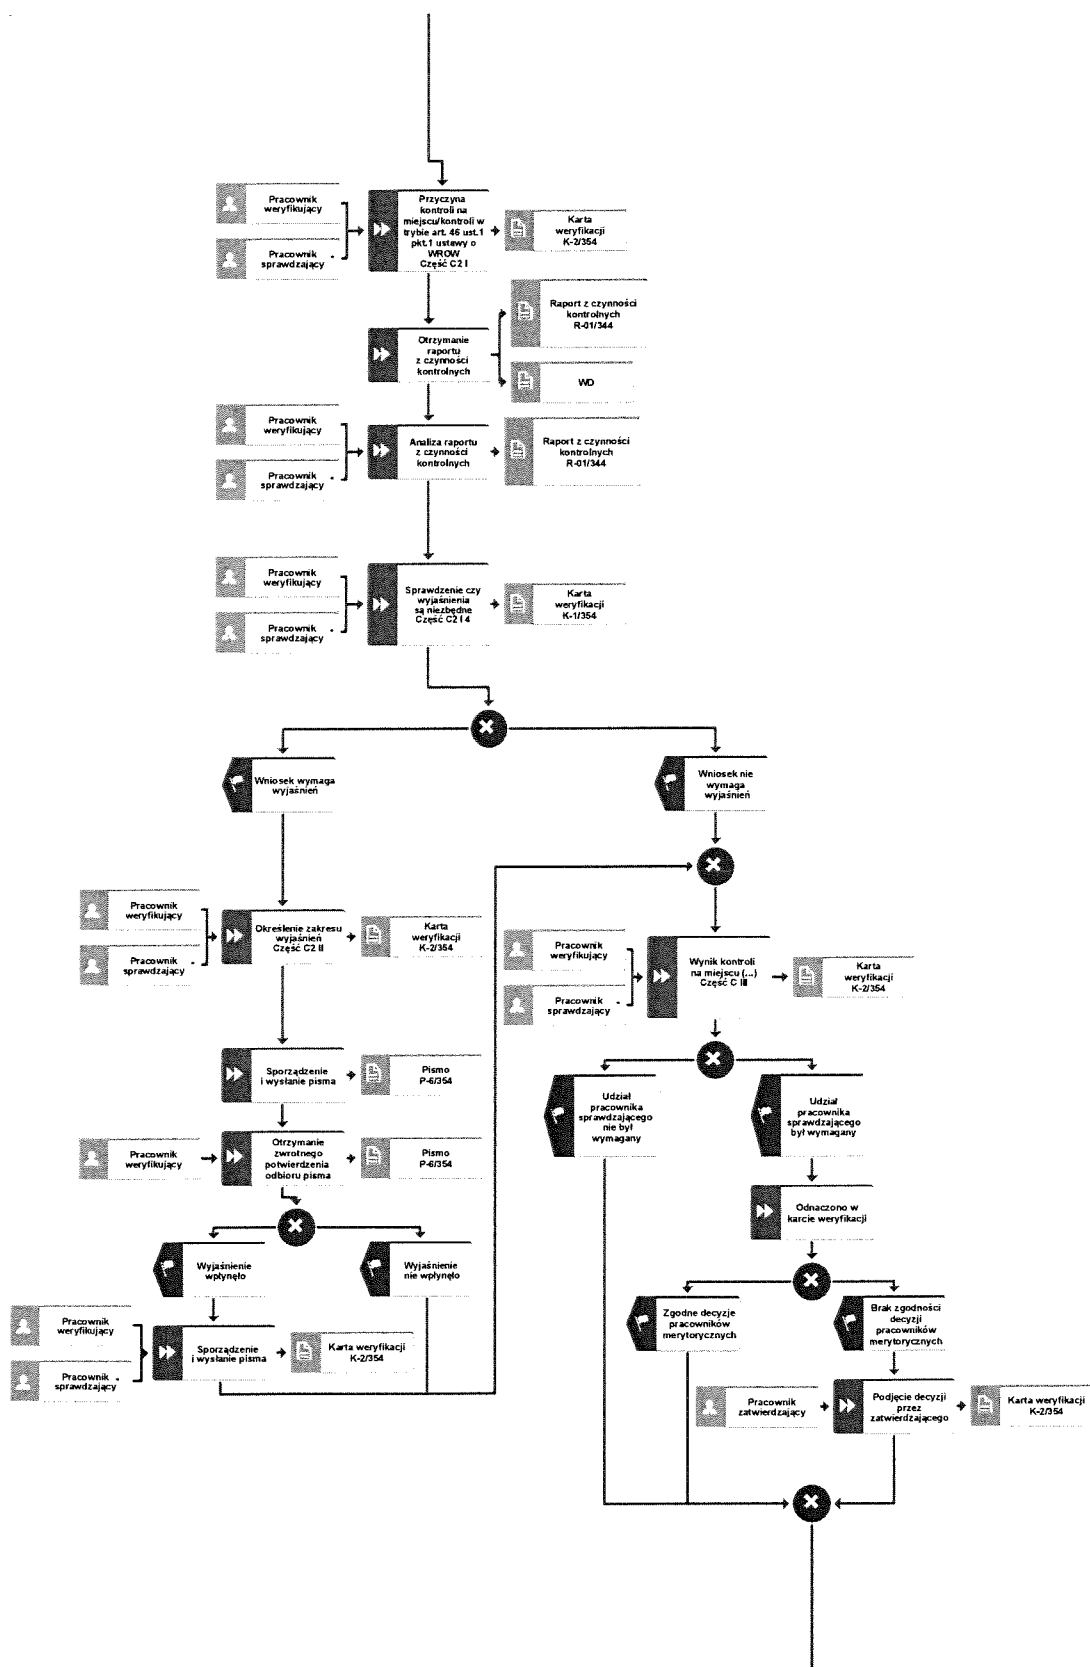 Pracownik
weryfikujący
Pracownik
sprawdzający
Przyczyna
kontroli na
miejscu/kontroli w
trybie art. 46 ust.1
pkt.1 ustawy o
WROW
Część C2 I
Karta
weryfikacji
K-2/354
Otrzymanie
raportu
z czynności
kontrolnych
Raport z czynności
kontrolnych
R-01/344
WD
Pracownik
weryfikujący
Pracownik
sprawdzający
Analiza raportu
z czynności
kontrolnych
Raport z czynności
kontrolnych
R-01/344
Pracownik
weryfikujący
Pracownik
sprawdzający
Sprawdzenie czy
wyjaśnienia
są niezbędne
Część C2 I 4
Karta
weryfikacji
K-1/354
Wniosek wymaga
wyjaśnień
Wniosek nie
wymaga
wyjaśnień
Pracownik
weryfikujący
Pracownik
sprawdzający
Określenie zakresu
wyjaśnień
Część C2 II
Karta
weryfikacji
K-2/354
Pracownik
weryfikujący
Pracownik
sprawdzający
Wynik kontroli
na miejscu (...)
Część C III
Karta
weryfikacji
K-2/354
Sporządzenie
i wysłanie pisma
Pismo
P-6/354
Udział
pracownika
sprawdzającego
nie był
wymagany
Udział
pracownika
sprawdzającego
był wymagany
Pracownik
weryfikujący
Otrzymanie
zwrotnego
potwierdzenia
odbioru pisma
Pismo
P-6/354
Odnaczono w
karcie weryfikacji
Wyjaśnienie
wpłynęło
Wyjaśnienie
nie wpłynęło
Zgodne decyzje
pracowników
merytorycznych
Brak zgodności
decyzji
pracowników
merytorycznych
Pracownik
weryfikujący
Pracownik
sprawdzający
Sporządzenie
i wysłanie pisma
Karta weryfikacji
K-2/354
Pracownik
zatwierdzający
Podjęcie decyzji
przez
zatwierdzającego
Karta weryfikacji
K-2/354